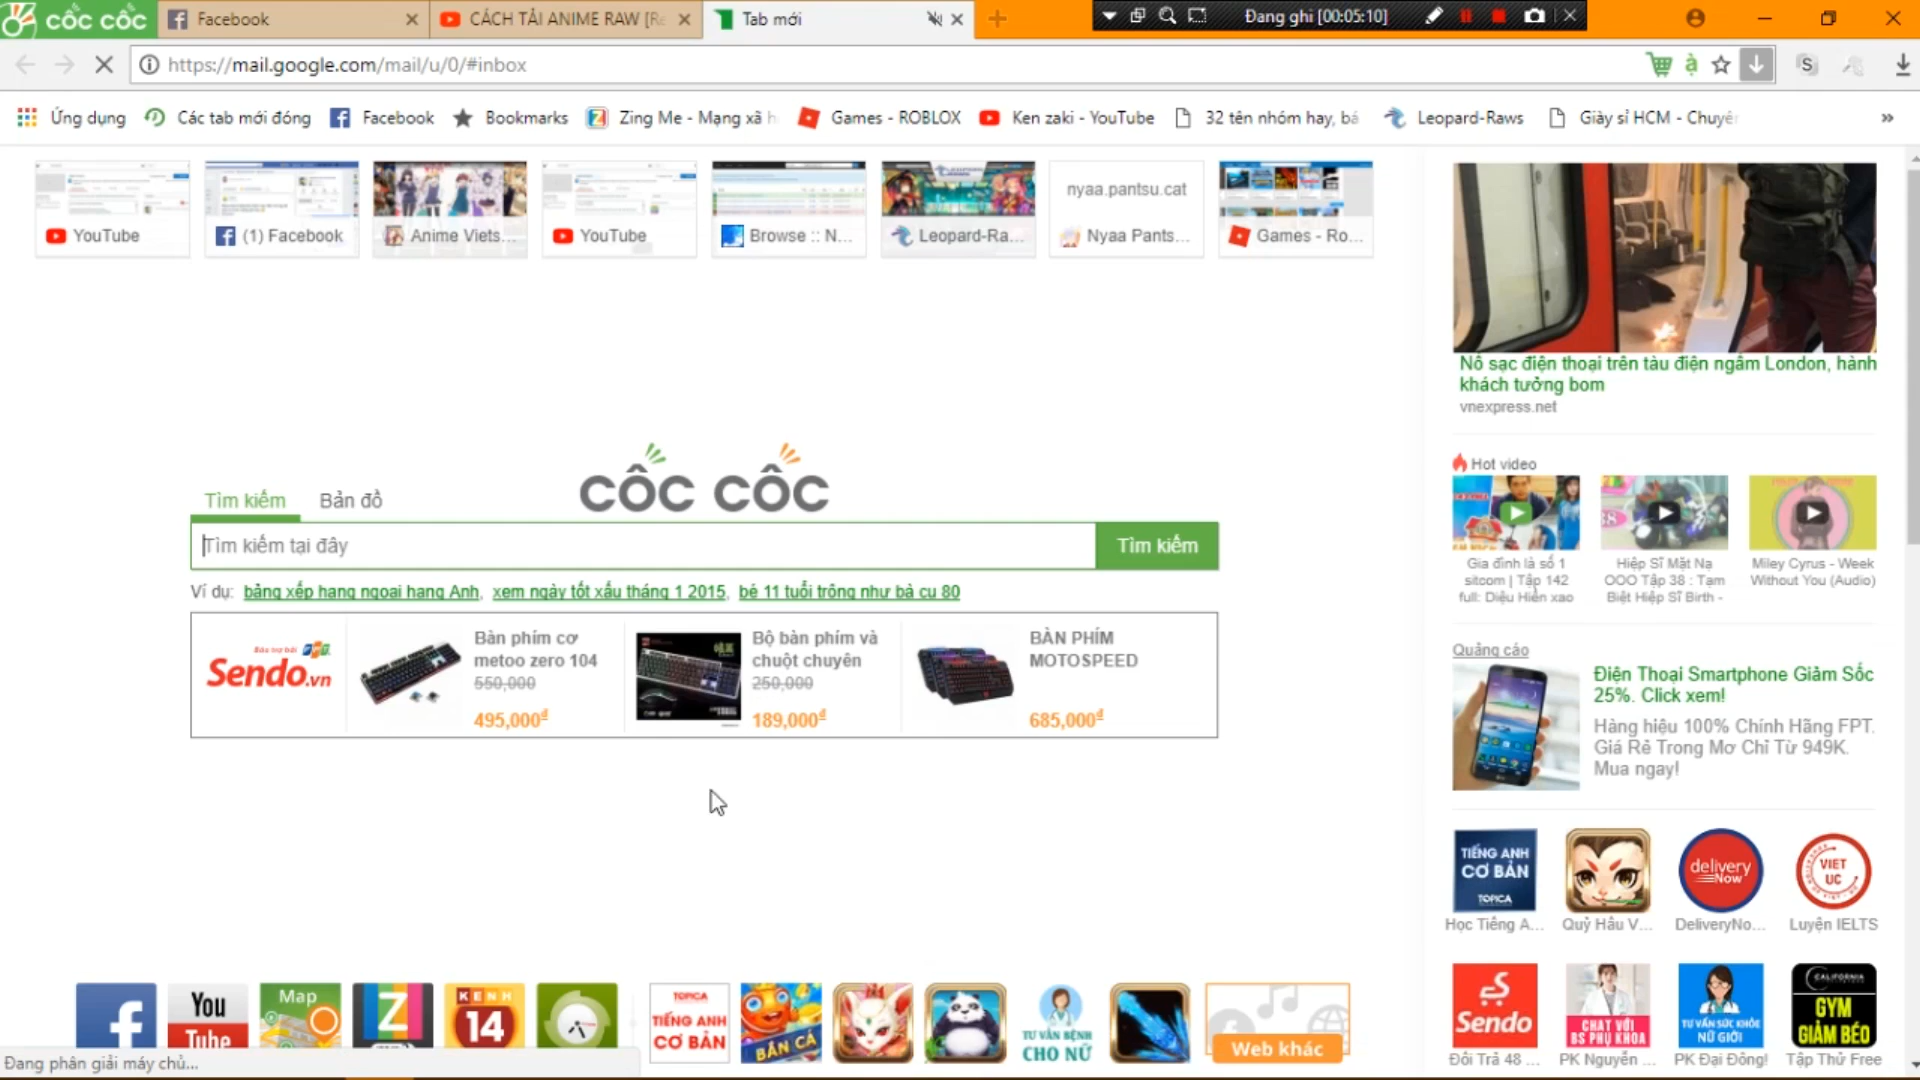 cốc cốc
Facebook
CÁCH TẢI ANIME RAW [Re
Tab mới
Đang ghi [00:05:10]
https://mail.google.com/mail/u/0/#inbox
Ứng dụng
Các tab mới đóng
Facebook
Bookmarks
Zing Me - Mạng xã h
Games - ROBLOX
Ken zaki - YouTube
32 tên nhóm hay, bá
Leopard-Raws
Giày sỉ HCM - Chuyê
»
YouTube
(1) Facebook
Anime Viets...
YouTube
Browse :: N...
Leopard-Ra...
nyaa.pantsu.cat
Nyaa Pants...
Games - Ro...
Nổ sạc điện thoại trên tàu điện ngầm London, hành
khách tưởng bom
vnexpress.net
Hot video
Gia đình là số 1
sitcom | Tập 142
full: Diệu Hiền xao
Hiệp Sĩ Mặt Nạ
OOO Tập 38 : Tạm
Biệt Hiệp Sĩ Birth -
Miley Cyrus - Week
Without You (Audio)
cốc cốc
Tìm kiếm
Bản đồ
Tìm kiếm tại đây
Tìm kiếm
Ví dụ: bảng xếp hạng ngoại hạng Anh, xem ngày tốt xấu tháng 1 2015, bé 11 tuổi trông như bà cụ 80
Bảo trợ bởi FPT
Sendo.vn
Bàn phím cơ
metoo zero 104
550,000
495,000đ
Bộ bàn phím và
chuột chuyên
250,000
189,000đ
BÀN PHÍM
MOTOSPEED
685,000đ
Quảng cáo
Điện Thoại Smartphone Giảm Sốc
25%. Click xem!
Hàng hiệu 100% Chính Hãng FPT.
Giá Rẻ Trong Mơ Chỉ Từ 949K.
Mua ngay!
TIẾNG ANH
CƠ BẢN
TOPICA
Học Tiếng A...
Quỷ Hầu V...
delivery
Now
DeliveryNo...
VIET
UC
Luyện IELTS
Sendo
Đổi Trả 48 ...
CHAT VỚI
BS PHỤ KHOA
PK Nguyễn ...
TƯ VẤN SỨC KHỎE
NỮ GIỚI
PK Đại Đông!
CALIFORNIA
GYM
GIẢM BÉO
Tập Thử Free
You
Tube
Map
Z
KENH
14
TOPICA
TIẾNG ANH
CƠ BẢN
BẮN CÁ
TƯ VẤN BỆNH
CHO NỮ
Web khác
Đang phân giải máy chủ...